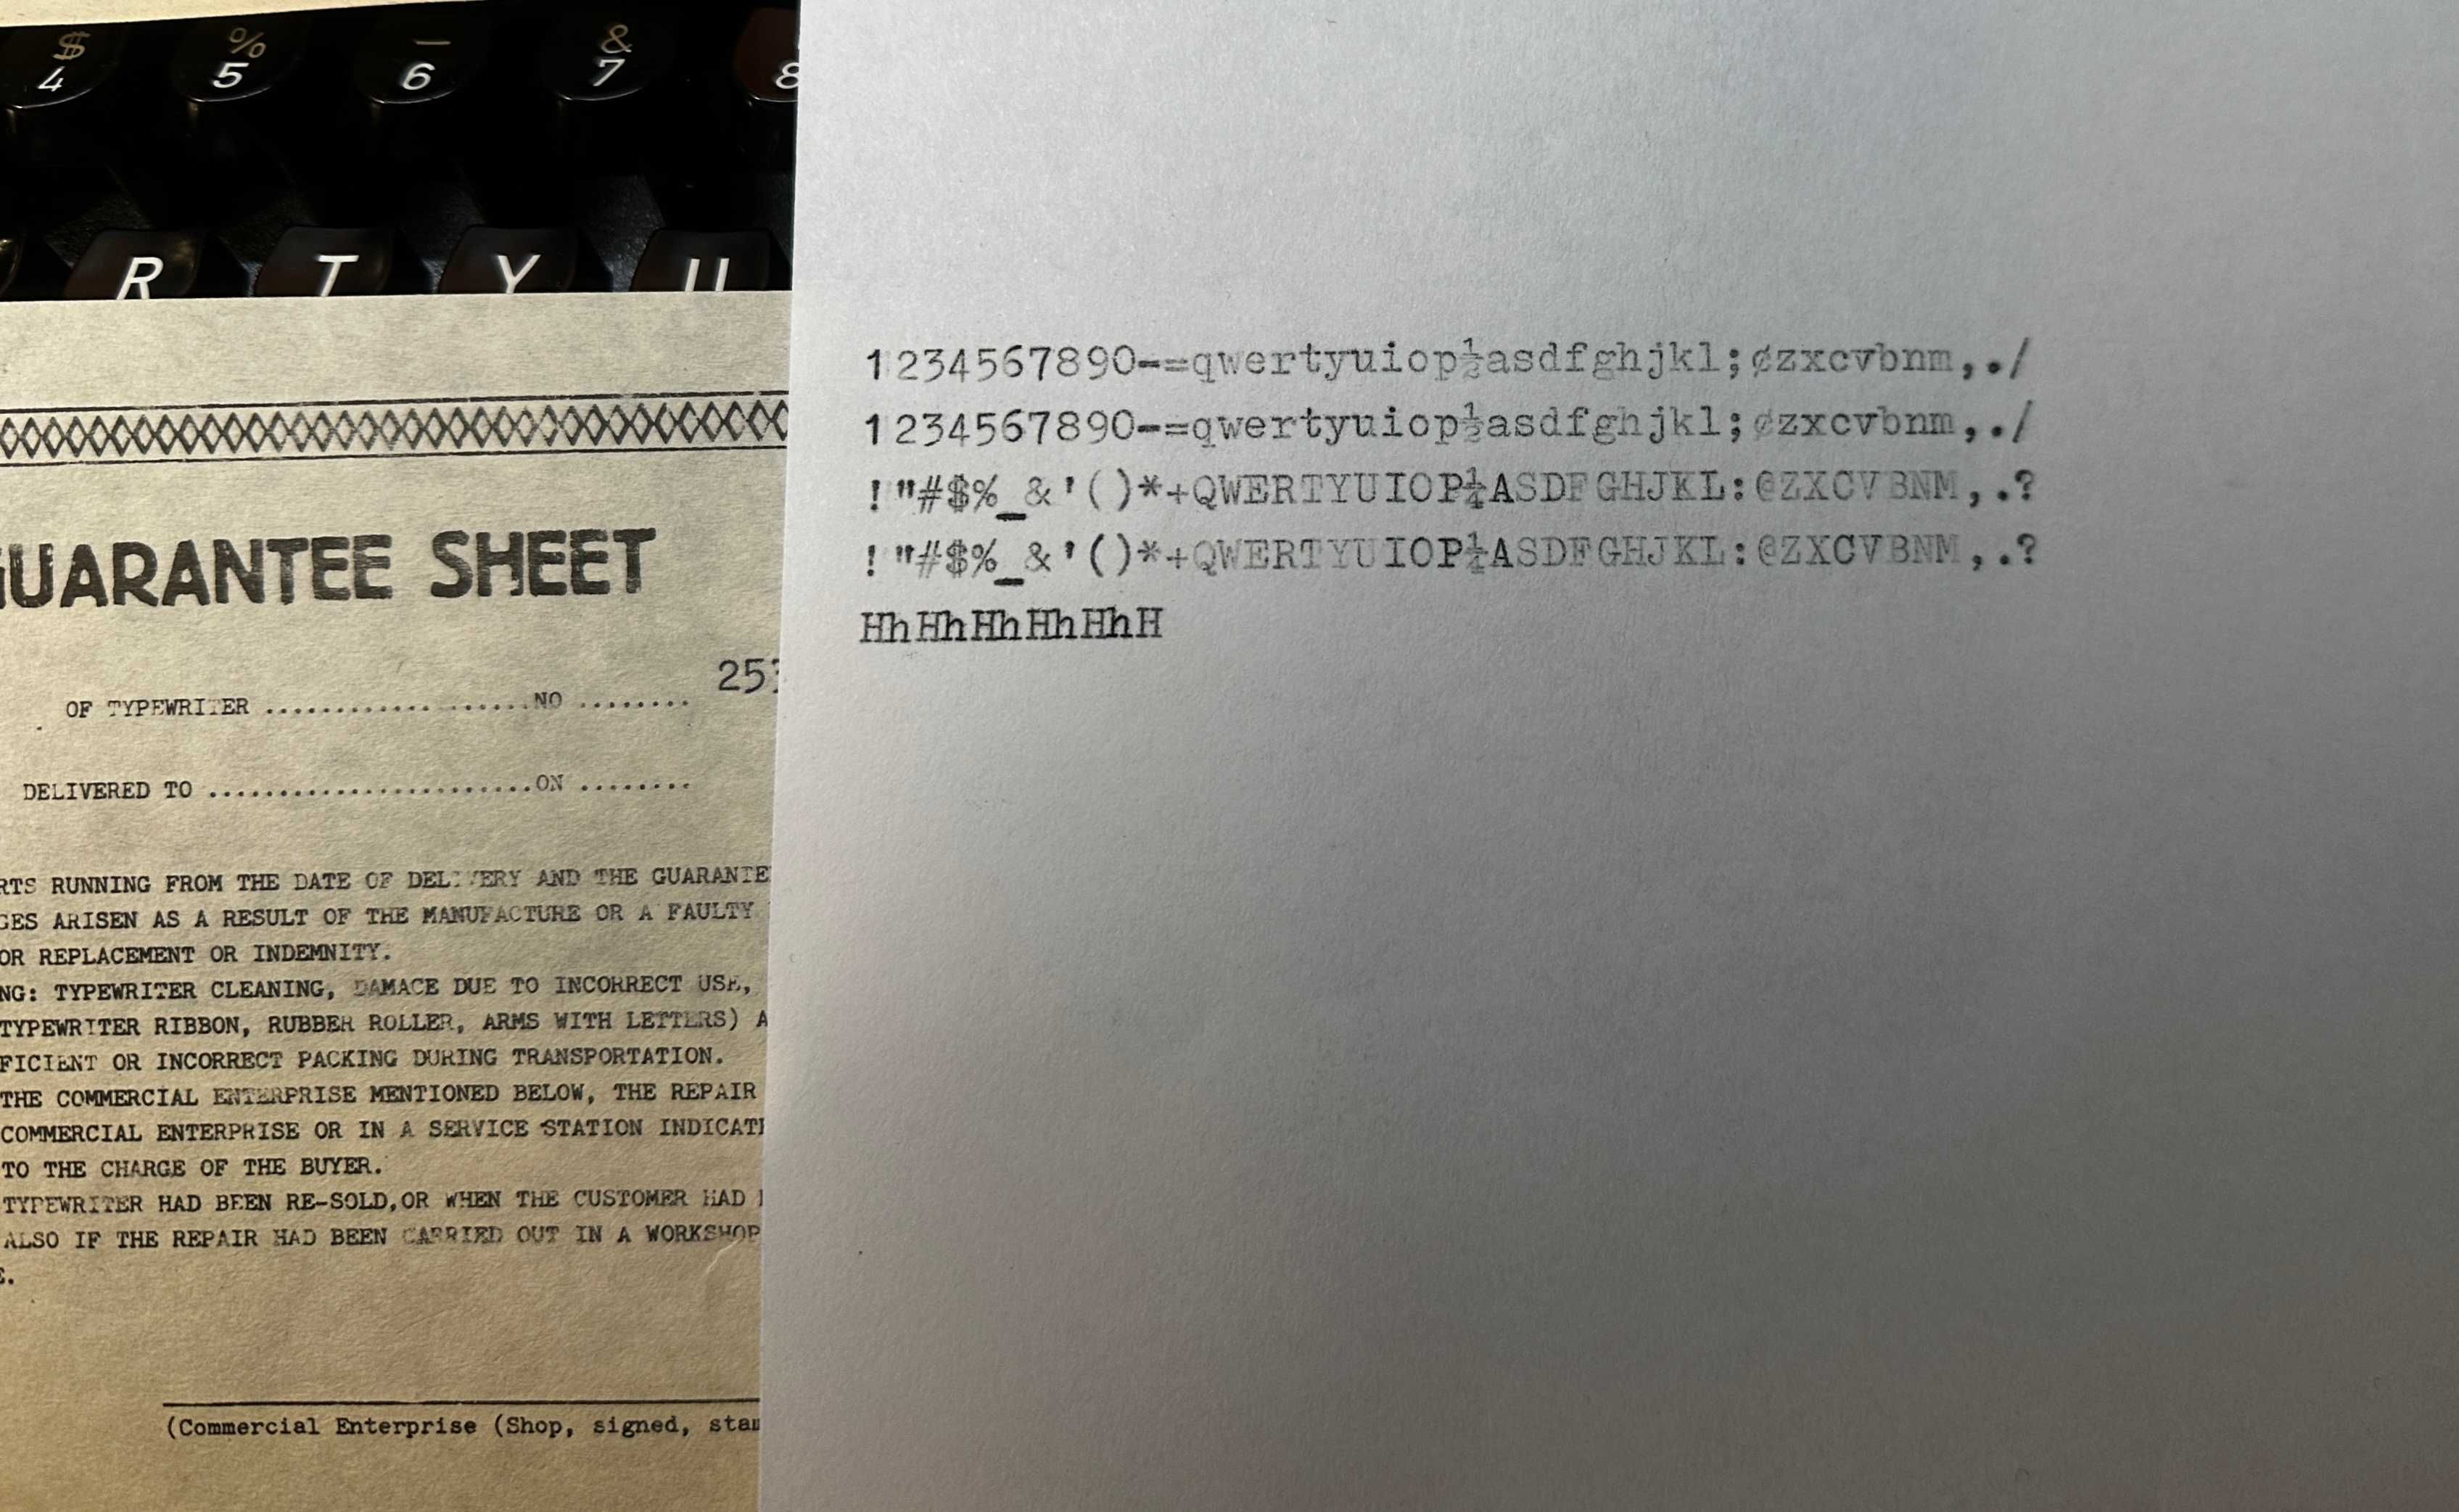 $ % _ &
4 5 6 7 8
R T Y U
GUARANTEE SHEET
253
OF TYPEWRITER .......................NO ........
DELIVERED TO ............................ON ........
RTS RUNNING FROM THE DATE OF DELIVERY AND THE GUARANTE
GES ARISEN AS A RESULT OF THE MANUFACTURE OR A FAULTY
OR REPLACEMENT OR INDEMNITY.
NG: TYPEWRITER CLEANING, DAMACE DUE TO INCORRECT USE,
TYPEWRITER RIBBON, RUBBER ROLLER, ARMS WITH LETTERS) A
FICIENT OR INCORRECT PACKING DURING TRANSPORTATION.
THE COMMERCIAL ENTERPRISE MENTIONED BELOW, THE REPAIR
COMMERCIAL ENTERPRISE OR IN A SERVICE STATION INDICATI
TO THE CHARGE OF THE BUYER.
TYPEWRITER HAD BEEN RE-SOLD,OR WHEN THE CUSTOMER HAD
ALSO IF THE REPAIR HAD BEEN CARRIED OUT IN A WORKSHOP
E.
(Commercial Enterprise (Shop, signed, stam
1234567890-=qwertyuiop½asdfghjkl;¢zxcvbnm,./
1234567890-=qwertyuiop½asdfghjkl;¢zxcvbnm,./
!"#$%_&'()*+QWERTYUIOP¼ASDFGHJKL:@ZXCVBNM,.?
!"#$%_&'()*+QWERTYUIOP¼ASDFGHJKL:@ZXCVBNM,.?
HhHhHhHhHhH